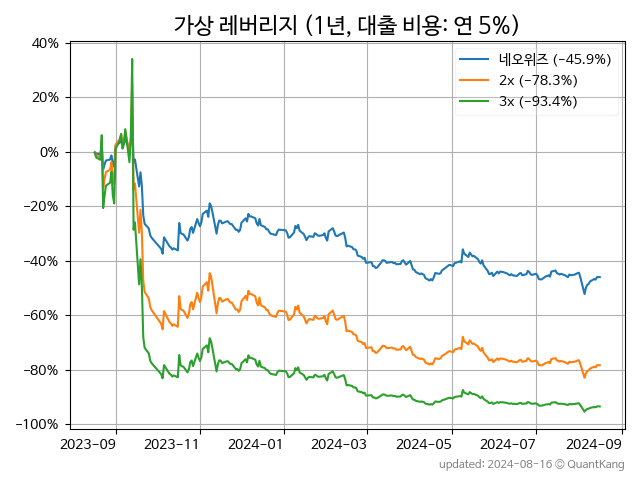 가상 레버리지 (1년, 대출 비용: 연 5%)
네오위즈 (-45.9%)
2x (-78.3%)
3x (-93.4%)
40%
20%
0%
-20%
-40%
-60%
-80%
-100%
2023-09 2023-11 2024-01 2024-03 2024-05 2024-07 2024-09
updated: 2024-08-16 © QuantKang